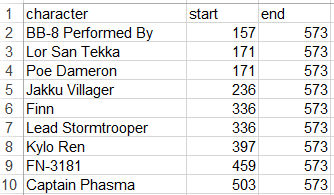 1 character start end
2 BB-8 Performed By 157 573
3 Lor San Tekka 171 573
4 Poe Dameron 171 573
5 Jakku Villager 236 573
6 Finn 336 573
7 Lead Stormtrooper 336 573
8 Kylo Ren 397 573
9 FN-3181 459 573
10 Captain Phasma 503 573